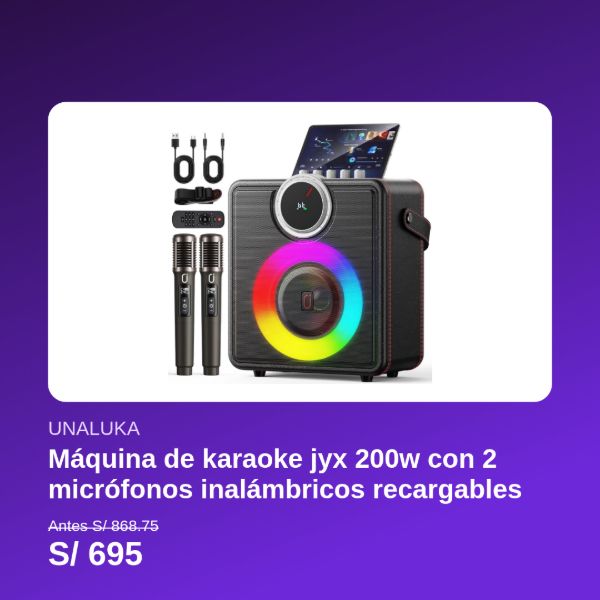 UNALUKA
Máquina de karaoke jyx 200w con 2
micrófonos inalámbricos recargables
Antes S/ 868.75
S/ 695